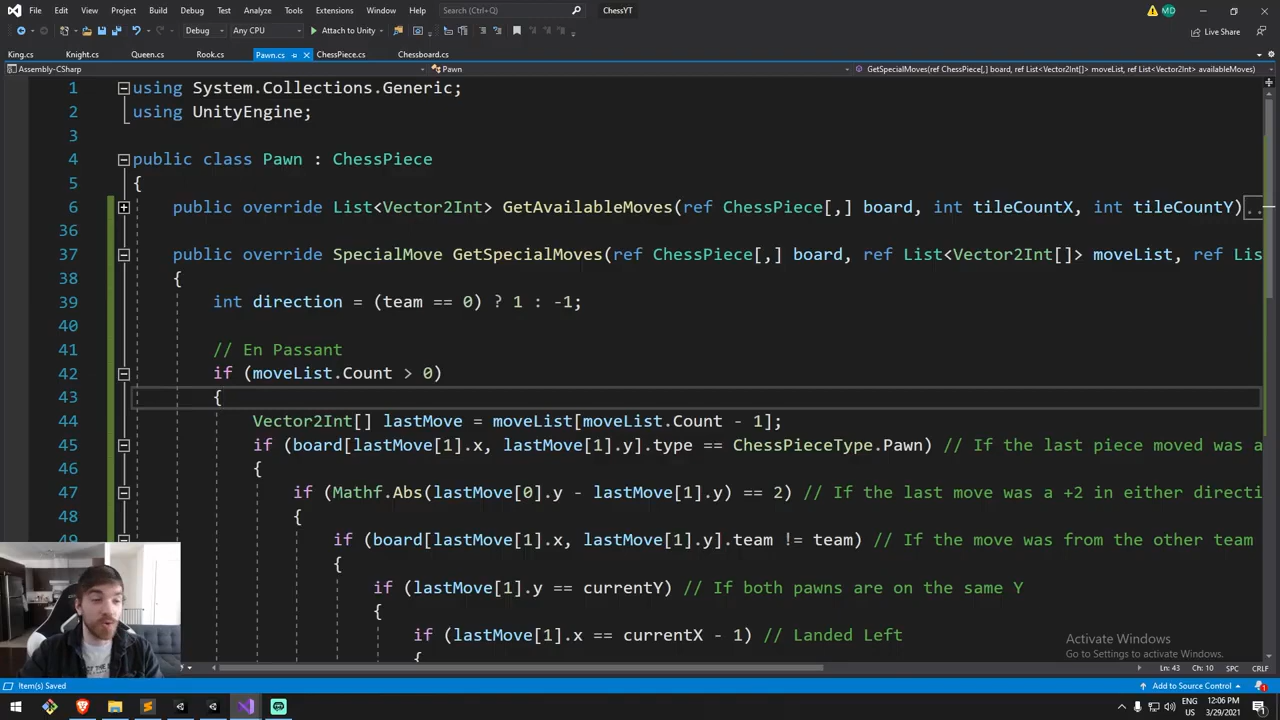 File Edit View Project Build Debug Test Analyze Tools Extensions Window Help Search (Ctrl+Q) ChessYT MD
Debug Any CPU Attach to Unity Live Share
King.cs Knight.cs Queen.cs Rook.cs Pawn.cs ChessPiece.cs Chessboard.cs
Assembly-CSharp Pawn GetSpecialMoves(ref ChessPiece[,] board, ref List<Vector2Int[]> moveList, ref List<Vector2Int> availableMoves)
1 using System.Collections.Generic;
2 using UnityEngine;
3
4 public class Pawn : ChessPiece
5 {
6 public override List<Vector2Int> GetAvailableMoves(ref ChessPiece[,] board, int tileCountX, int tileCountY)...
36
37 public override SpecialMove GetSpecialMoves(ref ChessPiece[,] board, ref List<Vector2Int[]> moveList, ref Lis
38 {
39 int direction = (team == 0) ? 1 : -1;
40
41 // En Passant
42 if (moveList.Count > 0)
43 {
44 Vector2Int[] lastMove = moveList[moveList.Count - 1];
45 if (board[lastMove[1].x, lastMove[1].y].type == ChessPieceType.Pawn) // If the last piece moved was a
46 {
47 if (Mathf.Abs(lastMove[0].y - lastMove[1].y) == 2) // If the last move was a +2 in either directi
48 {
49 if (board[lastMove[1].x, lastMove[1].y].team != team) // If the move was from the other team
{
if (lastMove[1].y == currentY) // If both pawns are on the same Y
{
if (lastMove[1].x == currentX - 1) // Landed Left
{
Activate Windows
Go to Settings to activate Windows.
Ln: 43 Ch: 10 SPC CRLF
Item(s) Saved Add to Source Control 1
ENG 12:06 PM
US 3/29/2021